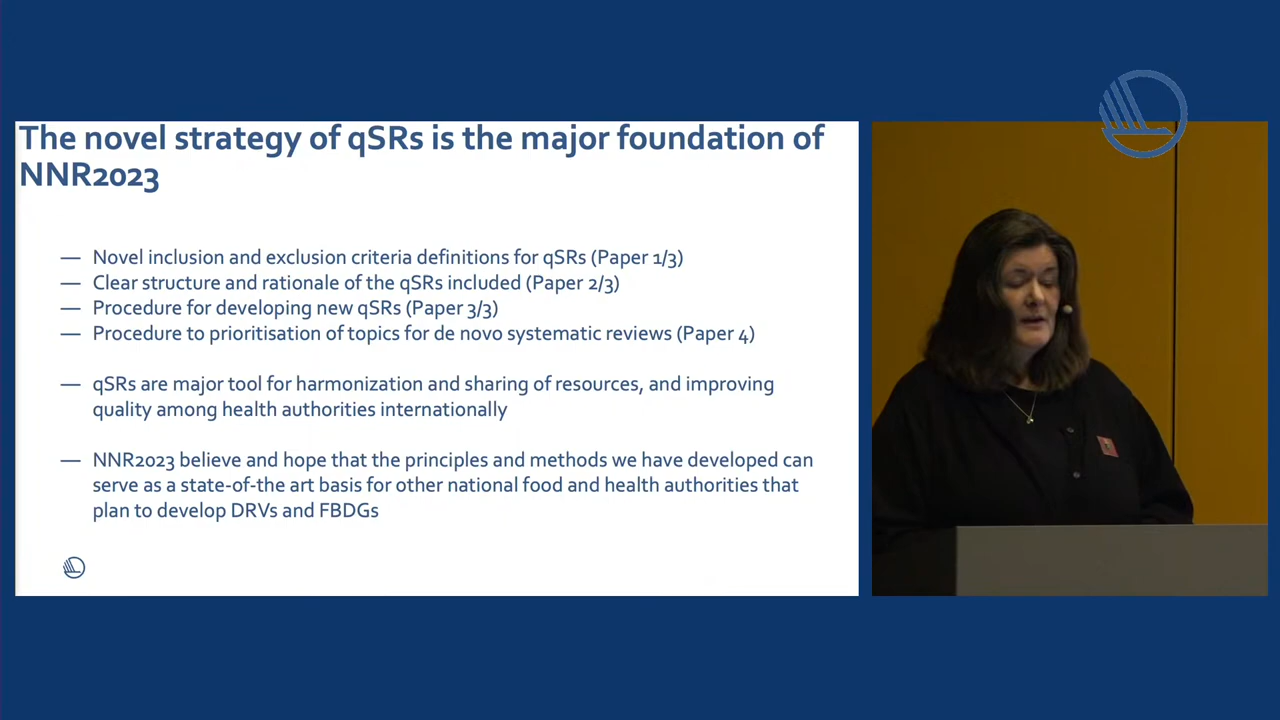 The novel strategy of qSRs is the major foundation of
NNR2023
— Novel inclusion and exclusion criteria definitions for qSRs (Paper 1/3)
— Clear structure and rationale of the qSRs included (Paper 2/3)
— Procedure for developing new qSRs (Paper 3/3)
— Procedure to prioritisation of topics for de novo systematic reviews (Paper 4)
— qSRs are major tool for harmonization and sharing of resources, and improving
quality among health authorities internationally
— NNR2023 believe and hope that the principles and methods we have developed can
serve as a state-of-the art basis for other national food and health authorities that
plan to develop DRVs and FBDGs